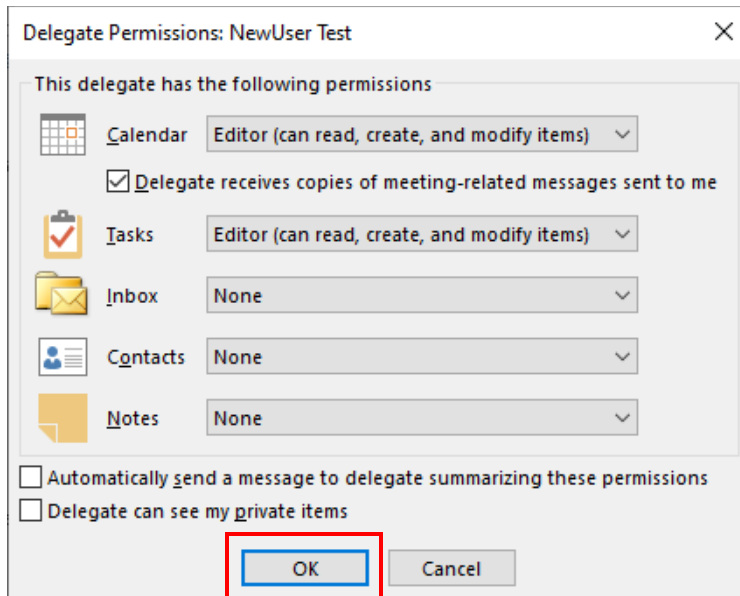 Delegate Permissions: NewUser Test
This delegate has the following permissions
Calendar Editor (can read, create, and modify items)
Delegate receives copies of meeting-related messages sent to me
Tasks Editor (can read, create, and modify items)
Inbox None
Contacts None
Notes None
Automatically send a message to delegate summarizing these permissions
Delegate can see my private items
OK Cancel